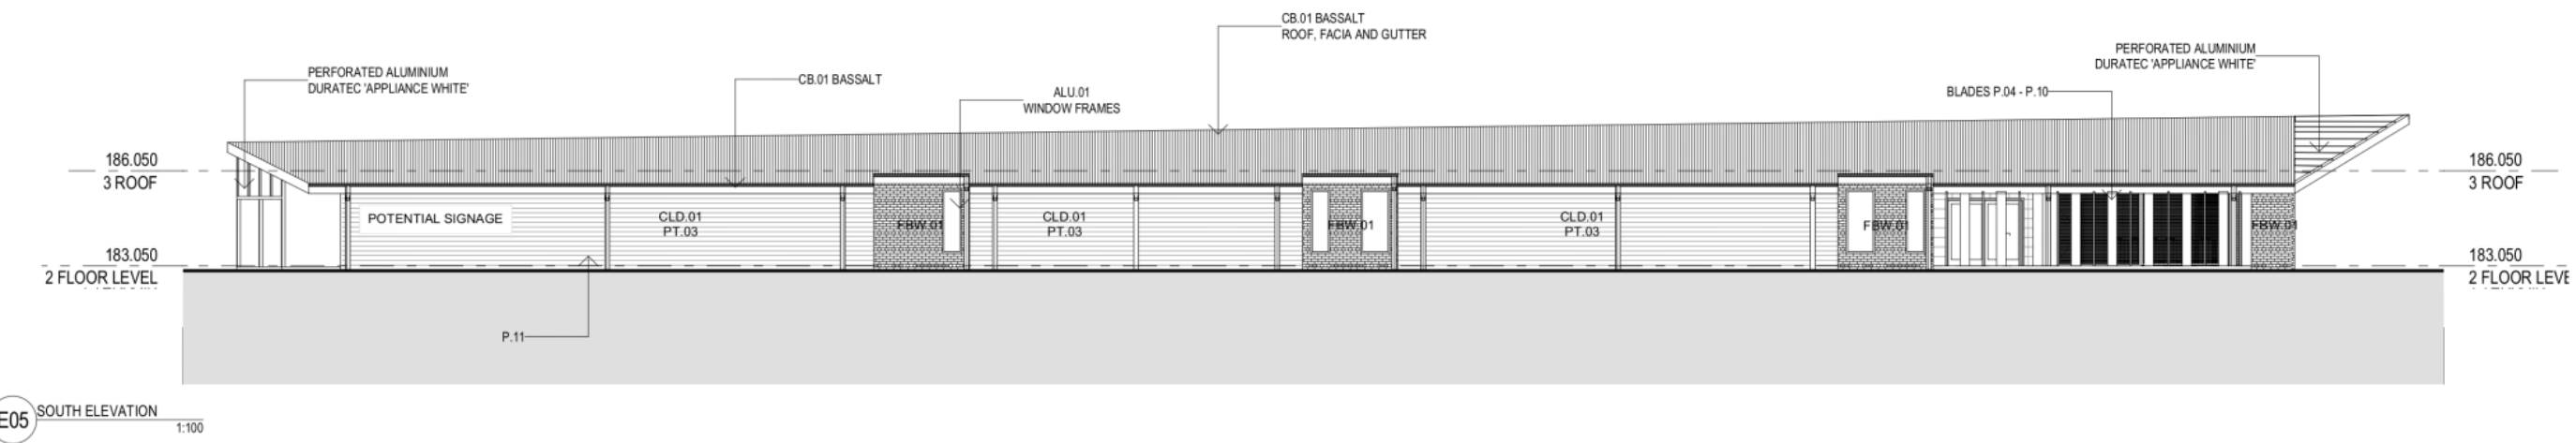 CB.01 BASSALT
ROOF, FACIA AND GUTTER
PERFORATED ALUMINIUM
DURATEC 'APPLIANCE WHITE'
PERFORATED ALUMINIUM
DURATEC 'APPLIANCE WHITE'
CB.01 BASSALT
ALU.01
WINDOW FRAMES
BLADES P.04 - P.10
186.050
3 ROOF
186.050
3 ROOF
POTENTIAL SIGNAGE
CLD.01
PT.03
FBW.01
CLD.01
PT.03
FBW.01
CLD.01
PT.03
FBW.01
FBW.01
183.050
2 FLOOR LEVEL
183.050
2 FLOOR LEVE
P.11
E05
SOUTH ELEVATION
1:100